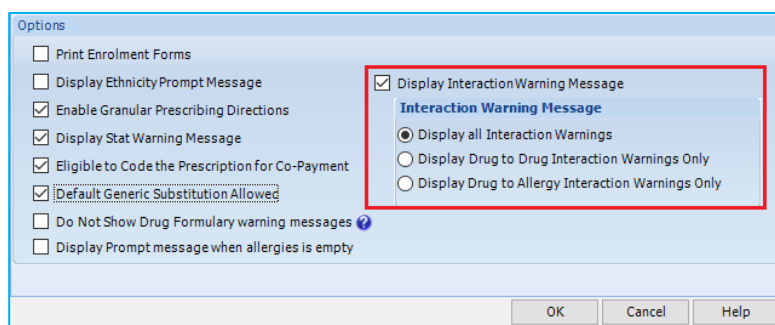 Options
Print Enrolment Forms
Display Ethnicity Prompt Message
Enable Granular Prescribing Directions
Display Stat Warning Message
Eligible to Code the Prescription for Co-Payment
Default Generic Substitution Allowed
Do Not Show Drug Formulary warning messages
Display Prompt message when allergies is empty
Display Interaction Warning Message
Interaction Warning Message
Display all Interaction Warnings
Display Drug to Drug Interaction Warnings Only
Display Drug to Allergy Interaction Warnings Only
OK
Cancel
Help